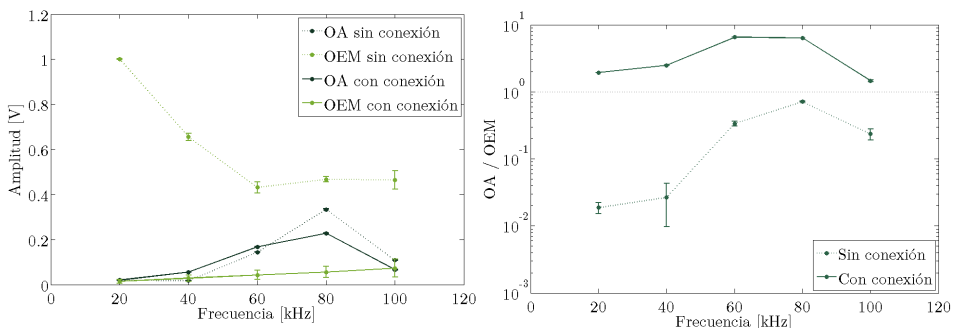 1.2
1
0.8
0.6
0.4
0.2
0
Amplitud [V]
0
20
40
60
80
100
120
Frecuencia [kHz]
OA sin conexión
OEM sin conexión
OA con conexión
OEM con conexión
10^1
10^0
10^-1
10^-2
10^-3
OA / OEM
0
20
40
60
80
100
120
Frecuencia [kHz]
Sin conexión
Con conexión